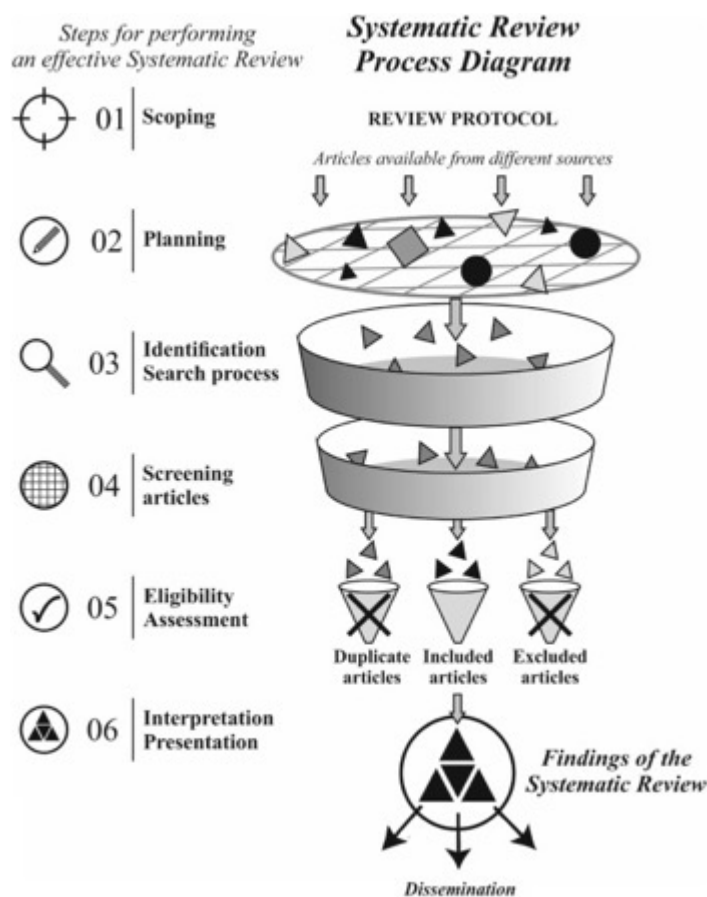 Steps for performing
an effective Systematic Review
01 Scoping
02 Planning
03 Identification
Search process
04 Screening
articles
05 Eligibility
Assessment
06 Interpretation
Presentation
Systematic Review
Process Diagram
REVIEW PROTOCOL
Articles available from different sources
Duplicate
articles
Included
articles
Excluded
articles
Findings of the
Systematic Review
Dissemination